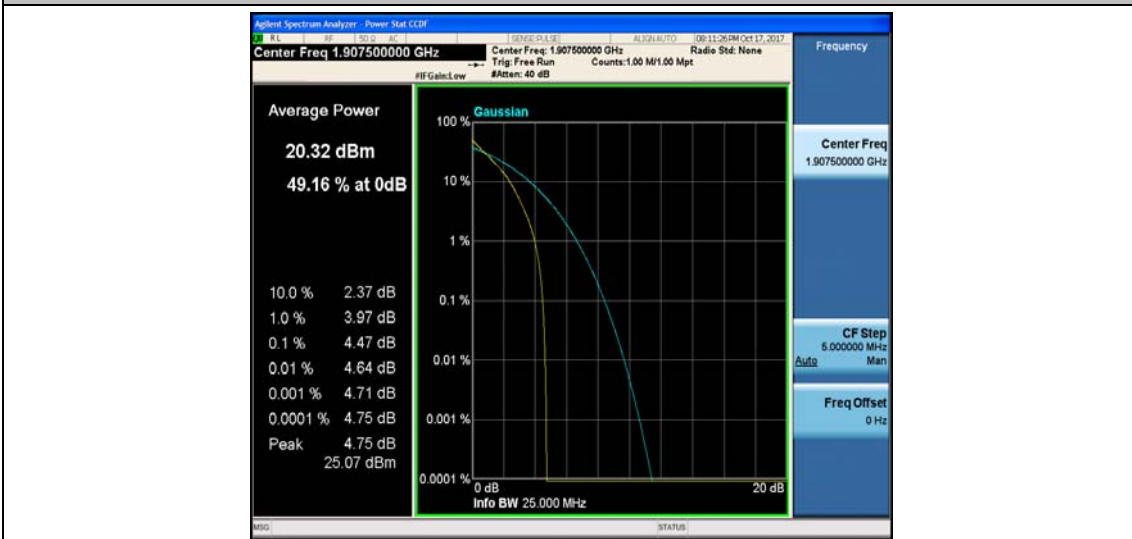 Agilent Spectrum Analyzer - Power Stat CCDF
RL RF 50 Ω AC SENSE:PULSE ALIGN AUTO 08:11:26 PM Oct 17, 2017
Center Freq 1.907500000 GHz
Center Freq: 1.907500000 GHz Radio Std: None
Trig: Free Run Counts:1.00 M/1.00 Mpt
#IFGain:Low #Atten: 40 dB
Frequency
Average Power
20.32 dBm
49.16 % at 0dB
10.0 % 2.37 dB
1.0 % 3.97 dB
0.1 % 4.47 dB
0.01 % 4.64 dB
0.001 % 4.71 dB
0.0001 % 4.75 dB
Peak 4.75 dB
25.07 dBm
Gaussian
100 %
10 %
1 %
0.1 %
0.01 %
0.001 %
0.0001 %
0 dB 20 dB
Info BW 25.000 MHz
Center Freq
1.907500000 GHz
CF Step
5.000000 MHz
Auto Man
Freq Offset
0 Hz
MSG STATUS